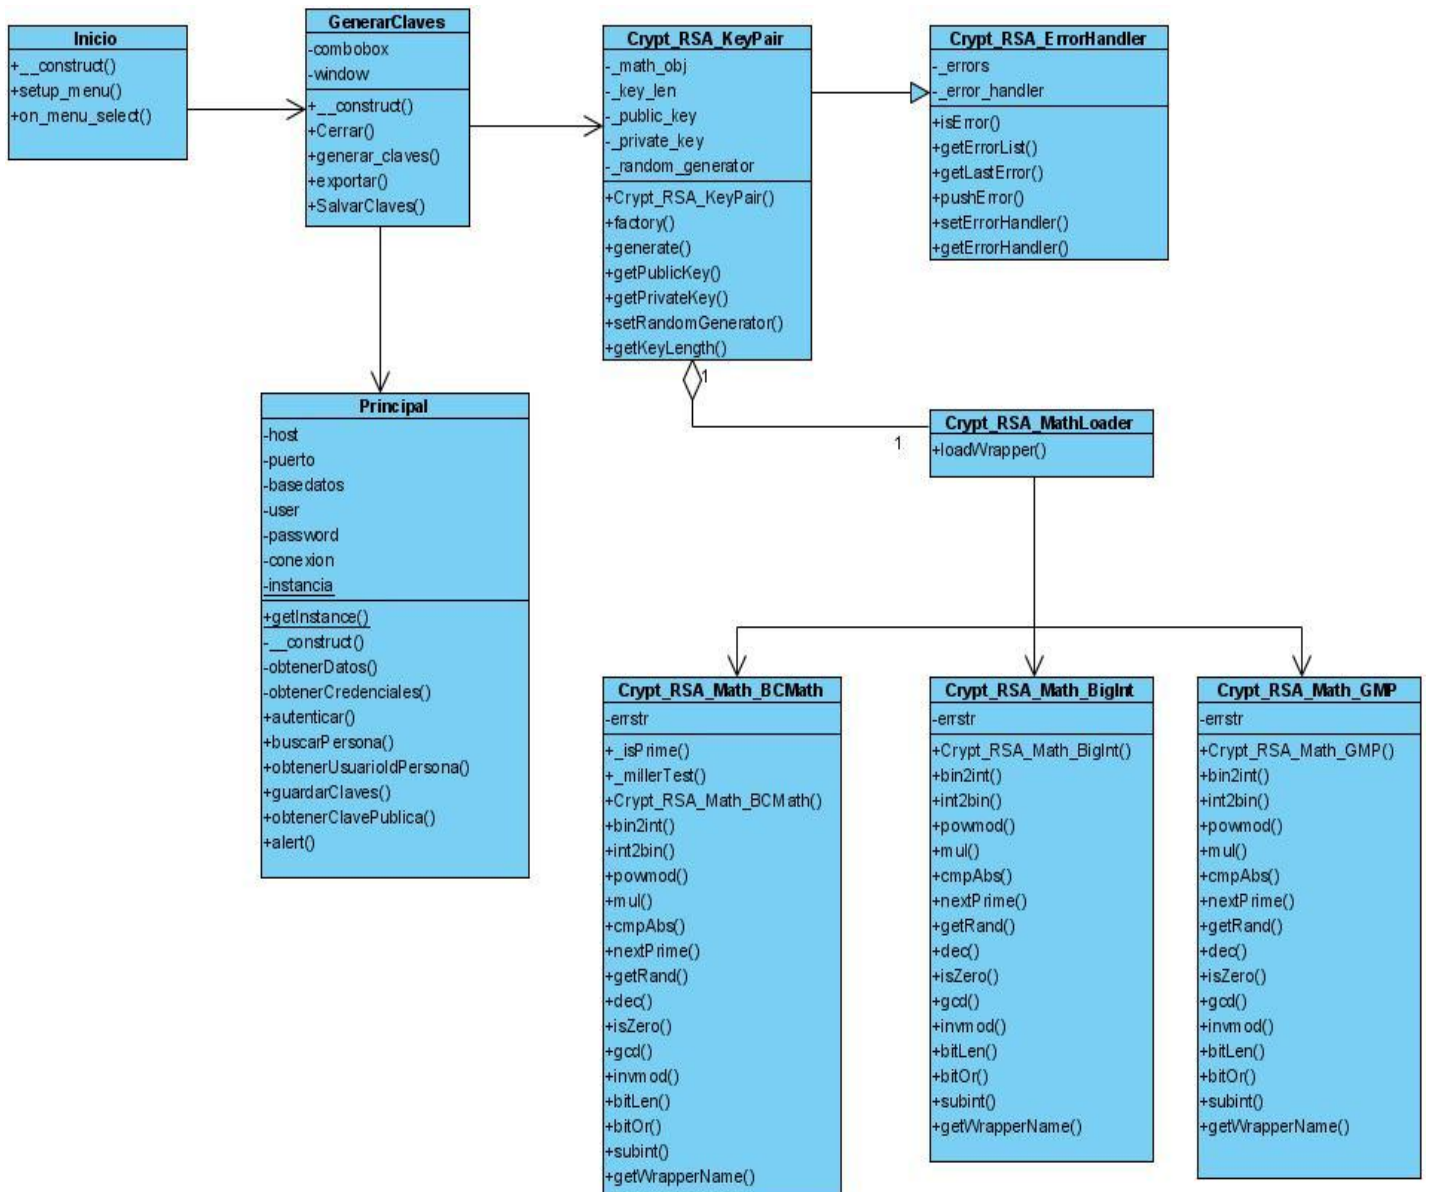 Inicio
+__construct()
+setup_menu()
+on_menu_select()
GenerarClaves
-combobox
-window
+__construct()
+Cerrar()
+generar_claves()
+exportar()
+SalvarClaves()
Crypt_RSA_KeyPair
-_math_obj
-_key_len
-_public_key
-_private_key
-_random_generator
+Crypt_RSA_KeyPair()
+factory()
+generate()
+getPublicKey()
+getPrivateKey()
+setRandomGenerator()
+getKeyLength()
Crypt_RSA_ErrorHandler
-_errors
-_error_handler
+isError()
+getErrorList()
+getLastError()
+pushError()
+setErrorHandler()
+getErrorHandler()
1
1
Principal
-host
-puerto
-basedatos
-user
-password
-conexion
-instancia
+getInstance()
-__construct()
-obtenerDatos()
-obtenerCredenciales()
+autenticar()
+buscarPersona()
+obtenerUsuarioIdPersona()
+guardarClaves()
+obtenerClavePublica()
+alert()
Crypt_RSA_MathLoader
+loadWrapper()
Crypt_RSA_Math_BCMath
-errstr
+_isPrime()
+_millerTest()
+Crypt_RSA_Math_BCMath()
+bin2int()
+int2bin()
+powmod()
+mul()
+cmpAbs()
+nextPrime()
+getRand()
+dec()
+isZero()
+gcd()
+invmod()
+bitLen()
+bitOr()
+subint()
+getWrapperName()
Crypt_RSA_Math_BigInt
-errstr
+Crypt_RSA_Math_BigInt()
+bin2int()
+int2bin()
+powmod()
+mul()
+cmpAbs()
+nextPrime()
+getRand()
+dec()
+isZero()
+gcd()
+invmod()
+bitLen()
+bitOr()
+subint()
+getWrapperName()
Crypt_RSA_Math_GMP
-errstr
+Crypt_RSA_Math_GMP()
+bin2int()
+int2bin()
+powmod()
+mul()
+cmpAbs()
+nextPrime()
+getRand()
+dec()
+isZero()
+gcd()
+invmod()
+bitLen()
+bitOr()
+subint()
+getWrapperName()